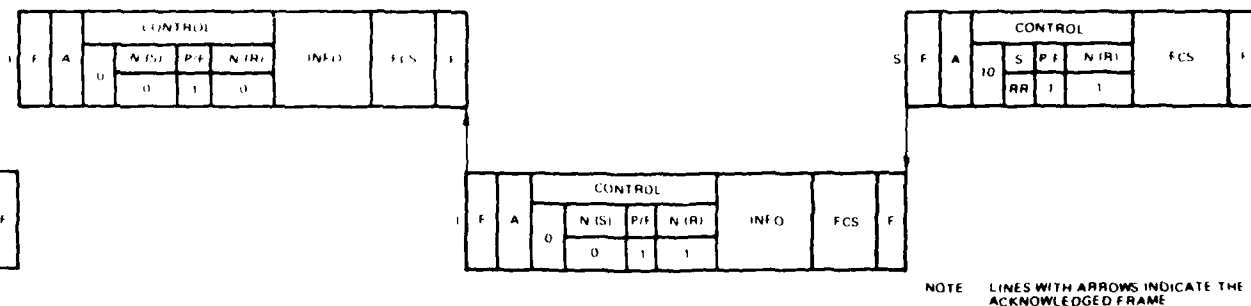 CONTROL
I F A 0 N(S) P/F N(R) INFO FCS F
0 1 0
CONTROL
S F A 10 S P/F N(R) FCS F
RR 1 1
F
CONTROL
I F A 0 N(S) P/F N(R) INFO FCS F
0 1 1
NOTE LINES WITH ARROWS INDICATE THE
ACKNOWLEDGED FRAME